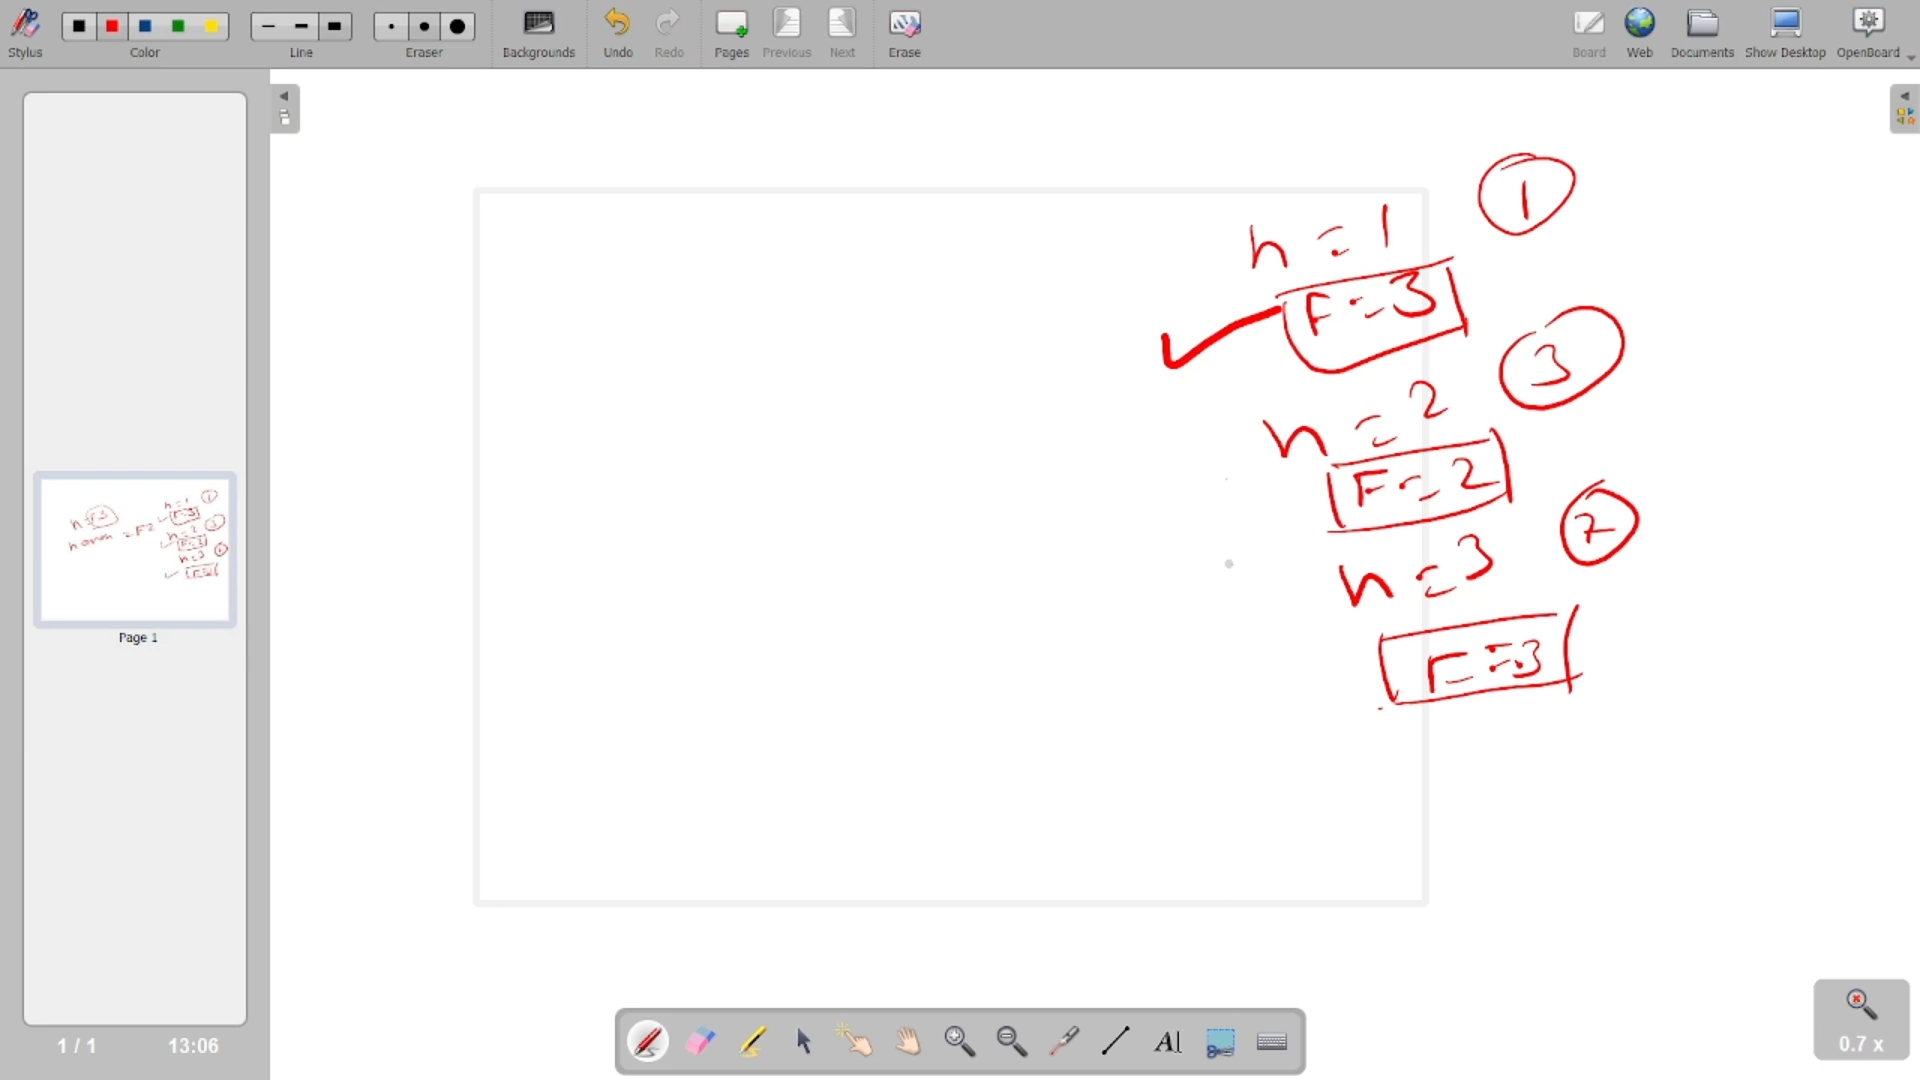 Stylus
Color
Line
Eraser
Backgrounds
Undo
Redo
Pages
Previous
Next
Erase
Board
Web
Documents
Show Desktop
OpenBoard
n = 1
1
F = 3
n = 2
3
F = 2
n = 3
2
F = 3
Page 1
1 / 1
13:06
AI
0.7 x